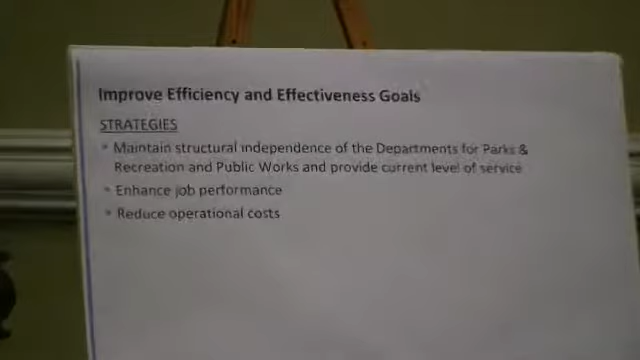 Improve Efficiency and Effectiveness Goals
STRATEGIES
• Maintain structural independence of the Departments for Parks &
Recreation and Public Works and provide current level of service
• Enhance job performance
• Reduce operational costs